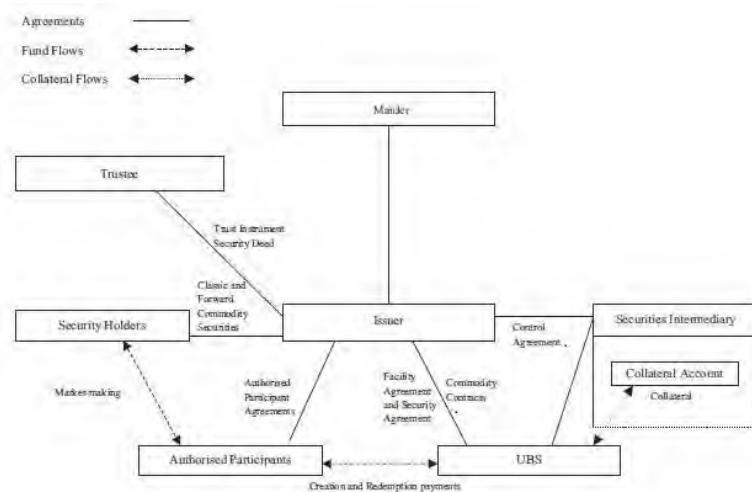 Agreements
Fund Flows
Collateral Flows
Manler
Trustee
Trust Instrument
Security Deed
Classic and
Forward
Commodity
Securities
Security Holders
Issuer
Securities Intermediary
Control
Agreement
Collateral Account
Collateral
Market-making
Authorised
Participant
Agreements
Facility
Agreement
and Security
Agreement
Commodity
Contracts
Authorised Participants
UBS
Creation and Redemption payments